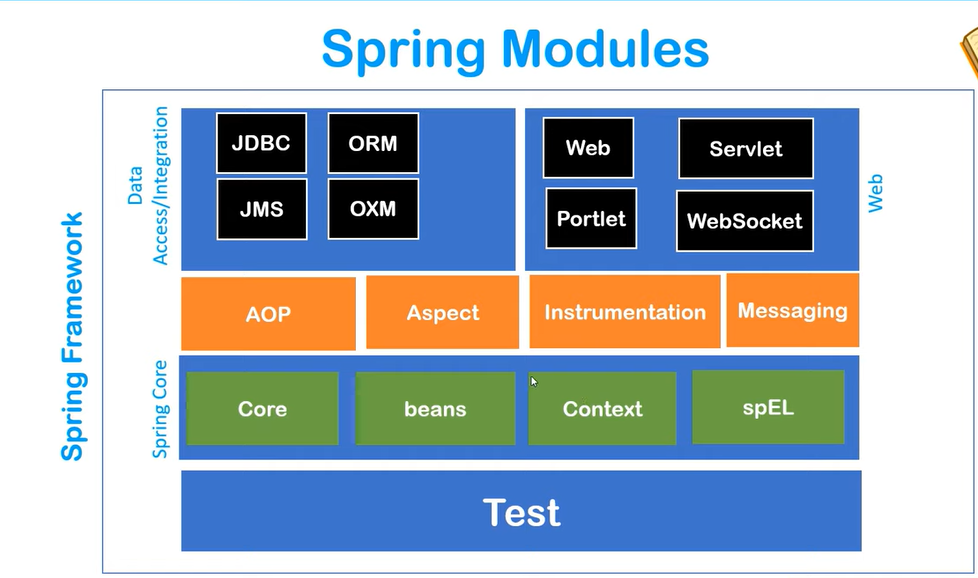 Spring Modules
Spring Framework
Data
Access/Integration
JDBC
ORM
JMS
OXM
Web
Servlet
Portlet
WebSocket
Web
AOP
Aspect
Instrumentation
Messaging
Spring Core
Core
beans
Context
spEL
Test